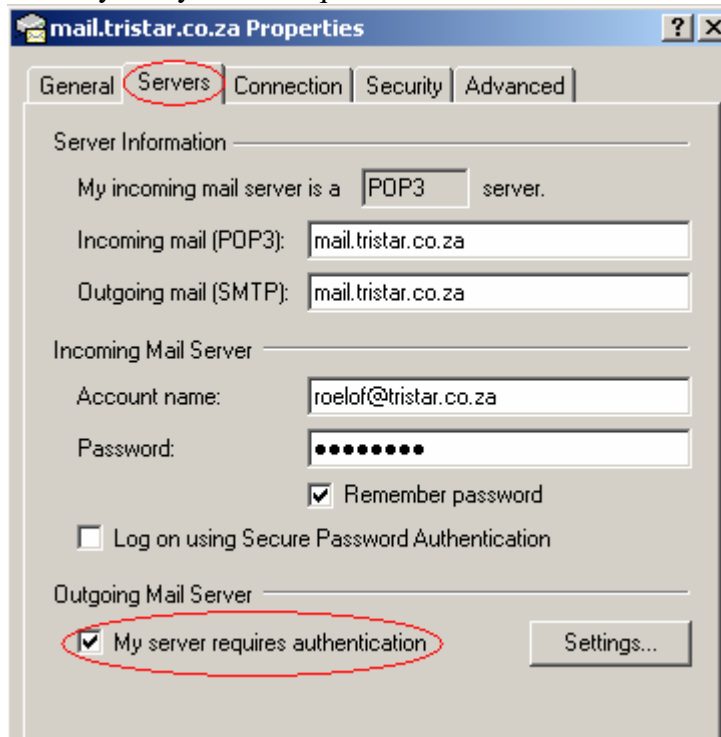 mail.tristar.co.za Properties ? X
General Servers Connection Security Advanced
Server Information
My incoming mail server is a POP3 server.
Incoming mail (POP3): mail.tristar.co.za
Outgoing mail (SMTP): mail.tristar.co.za
Incoming Mail Server
Account name: roelof@tristar.co.za
Password: ●●●●●●●●
Remember password
Log on using Secure Password Authentication
Outgoing Mail Server
My server requires authentication Settings...